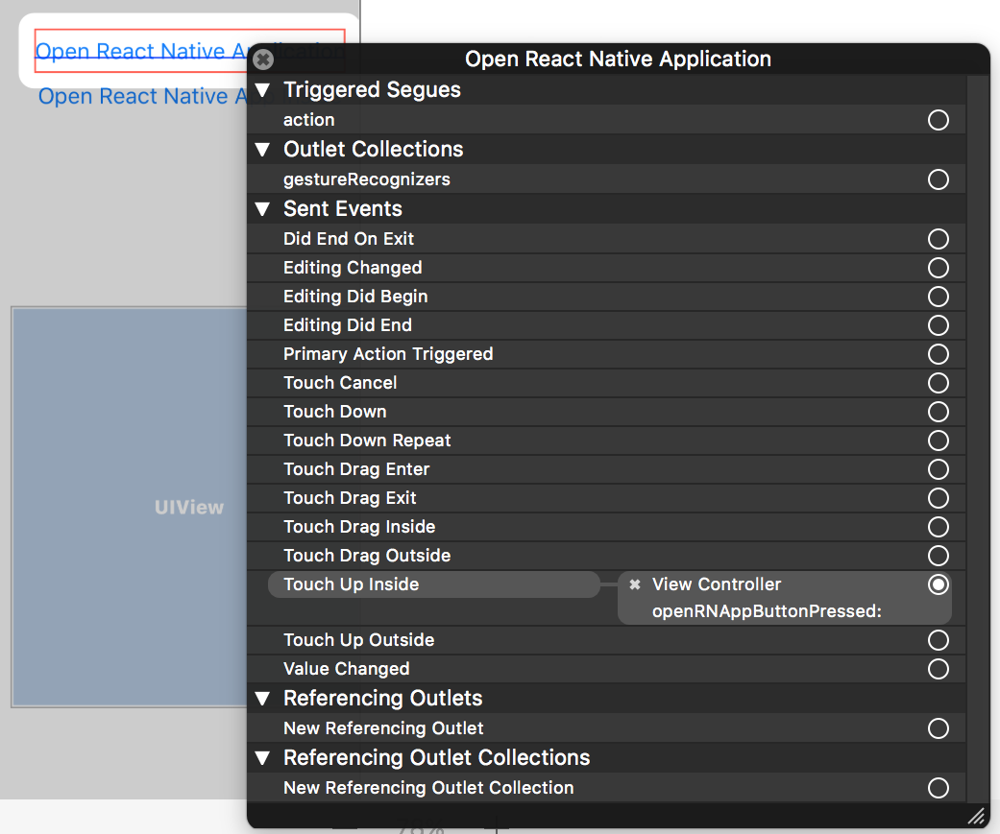 Open React Native Application
Open React Native A
UIView
Open React Native Application
Triggered Segues
action
Outlet Collections
gestureRecognizers
Sent Events
Did End On Exit
Editing Changed
Editing Did Begin
Editing Did End
Primary Action Triggered
Touch Cancel
Touch Down
Touch Down Repeat
Touch Drag Enter
Touch Drag Exit
Touch Drag Inside
Touch Drag Outside
Touch Up Inside
View Controller
openRNAppButtonPressed:
Touch Up Outside
Value Changed
Referencing Outlets
New Referencing Outlet
Referencing Outlet Collections
New Referencing Outlet Collection